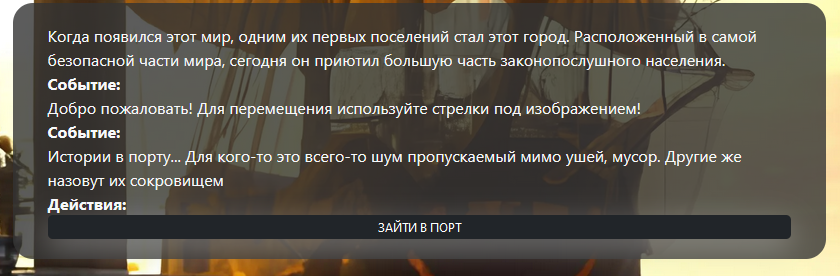 Когда появился этот мир, одним их первых поселений стал этот город. Расположенный в самой
безопасной части мира, сегодня он приютил большую часть законопослушного населения.
Событие:
Добро пожаловать! Для перемещения используйте стрелки под изображением!
Событие:
Истории в порту... Для кого-то это всего-то шум пропускаемый мимо ушей, мусор. Другие же
назовут их сокровищем
Действия:
ЗАЙТИ В ПОРТ